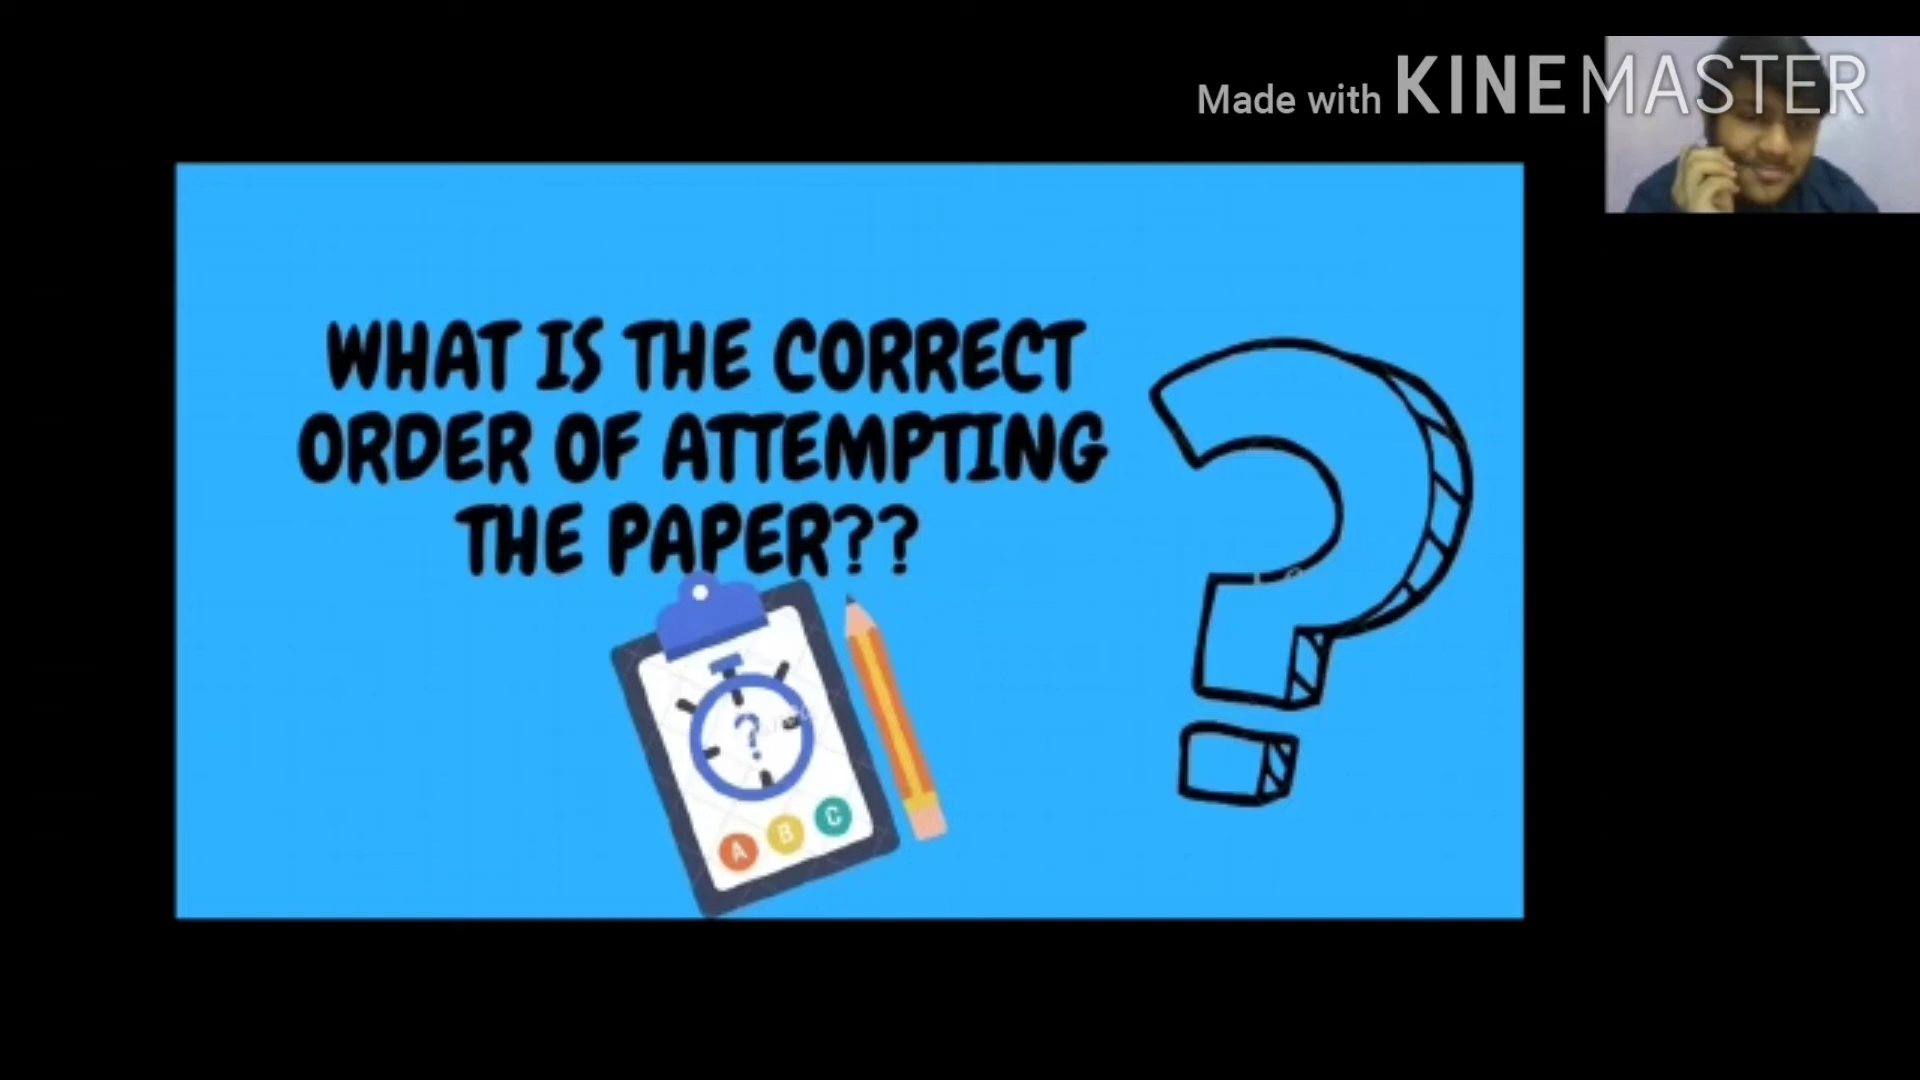 Made with KINEMASTER
WHAT IS THE CORRECT
ORDER OF ATTEMPTING
THE PAPER??
?
A B C